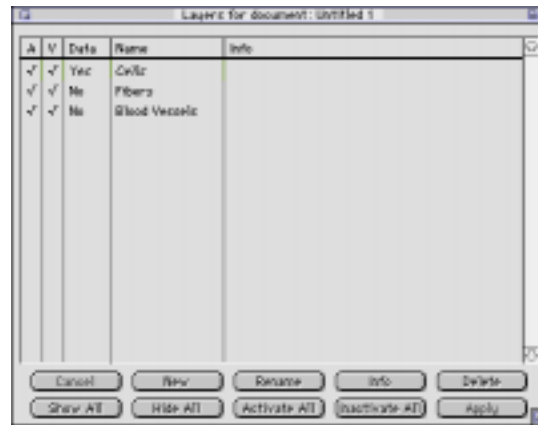 Layers for document: Untitled 1
A V Data Name Info
√ √ Yes Cells
√ √ No Fibers
√ √ No Blood Vessels
Cancel New Rename Info Delete
Show All Hide All Activate All Inactivate All Apply